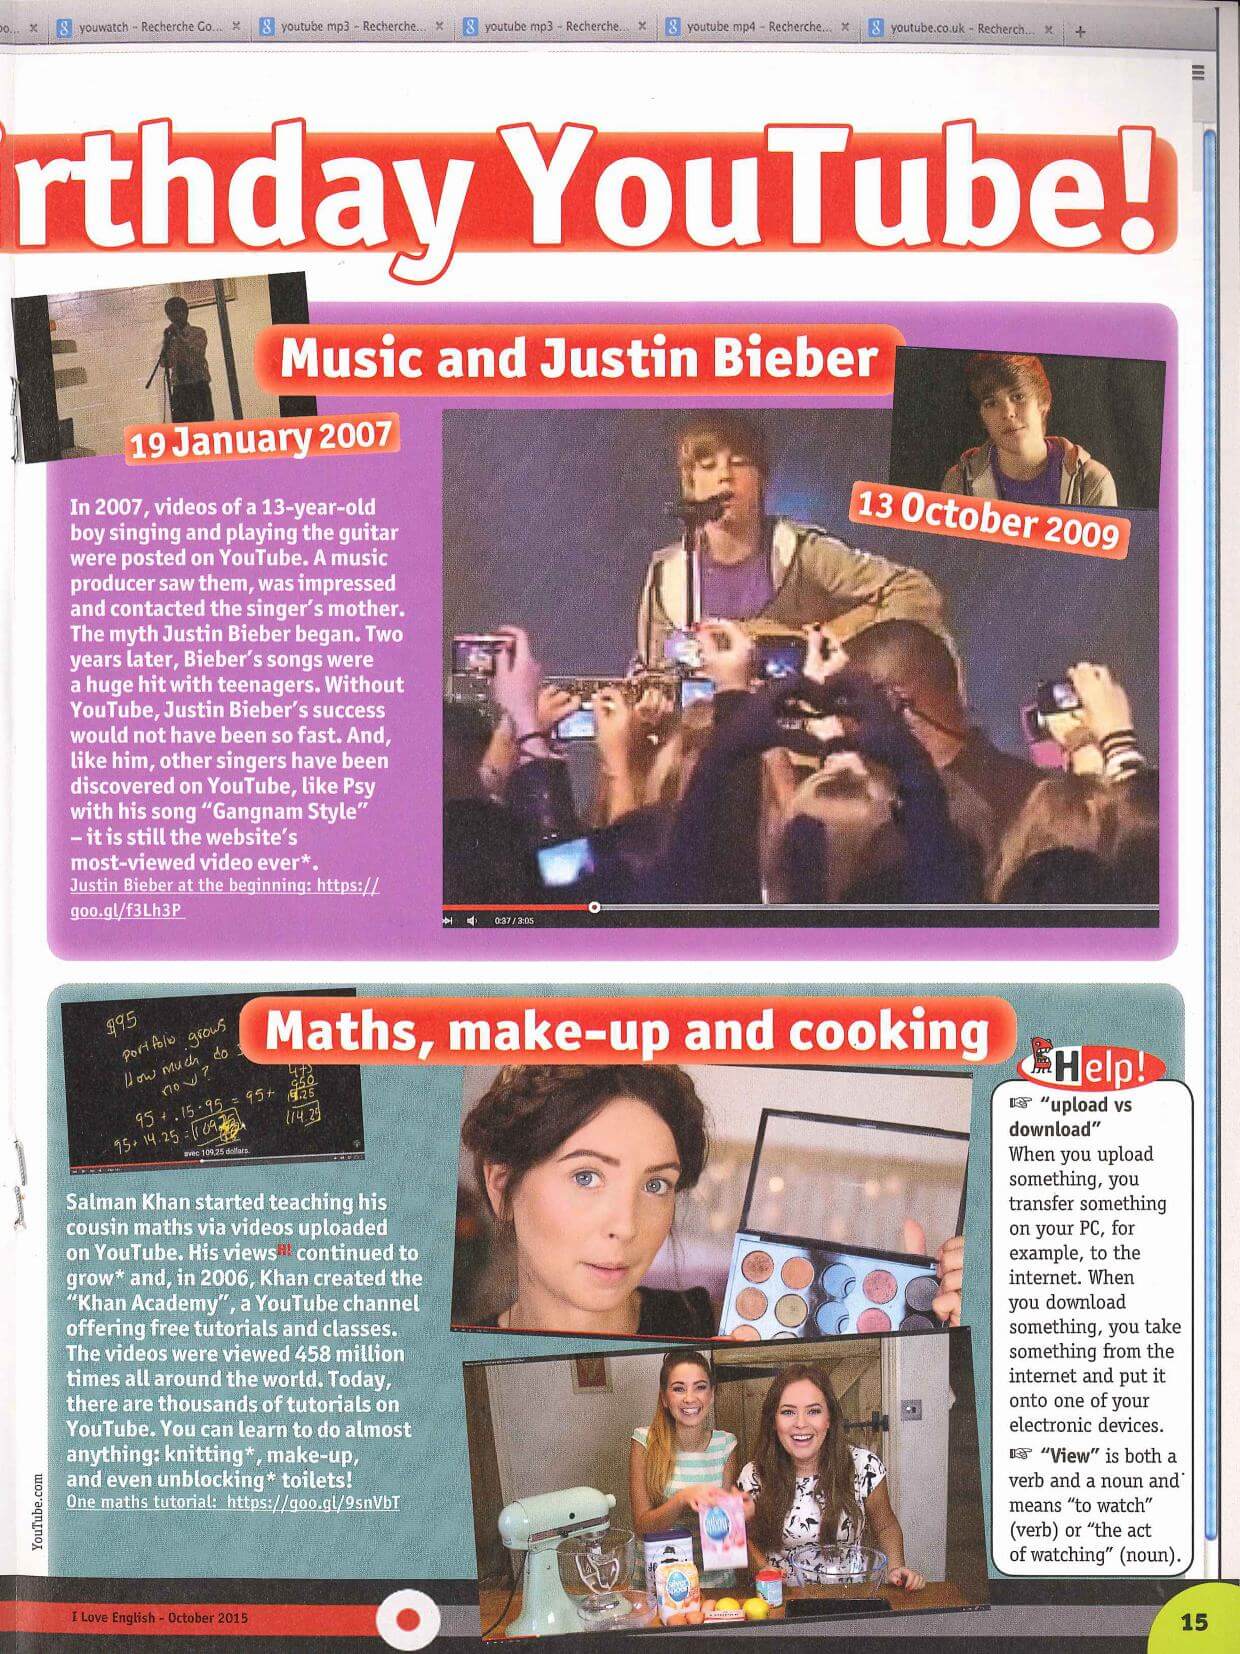 youwatch – Recherche Go...
youtube mp3 – Recherche...
youtube mp3 – Recherche...
youtube mp4 – Recherche...
youtube.co.uk – Recherch...
rthday YouTube!
Music and Justin Bieber
19 January 2007
13 October 2009
In 2007, videos of a 13-year-old
boy singing and playing the guitar
were posted on YouTube. A music
producer saw them, was impressed
and contacted the singer's mother.
The myth Justin Bieber began. Two
years later, Bieber's songs were
a huge hit with teenagers. Without
YouTube, Justin Bieber's success
would not have been so fast. And,
like him, other singers have been
discovered on YouTube, like Psy
with his song “Gangnam Style”
– it is still the website's
most-viewed video ever*.
Justin Bieber at the beginning: https://
goo.gl/f3Lh3P
0:37 / 3:05
Maths, make-up and cooking
$95
portfolio grows
How much do
now?
95 + .15.95 = 95+
95+ 14.25 =
114.25
avec 109,25 dollars.
Salman Khan started teaching his
cousin maths via videos uploaded
on YouTube. His viewsH! continued to
grow* and, in 2006, Khan created the
“Khan Academy”, a YouTube channel
offering free tutorials and classes.
The videos were viewed 458 million
times all around the world. Today,
there are thousands of tutorials on
YouTube. You can learn to do almost
anything: knitting*, make-up,
and even unblocking* toilets!
One maths tutorial: https://goo.gl/9snVbT
Help!
☞ “upload vs
download”
When you upload
something, you
transfer something
on your PC, for
example, to the
internet. When
you download
something, you take
something from the
internet and put it
onto one of your
electronic devices.
☞ “View” is both a
verb and a noun and
means “to watch”
(verb) or “the act
of watching” (noun).
YouTube.com
I Love English - October 2015
15